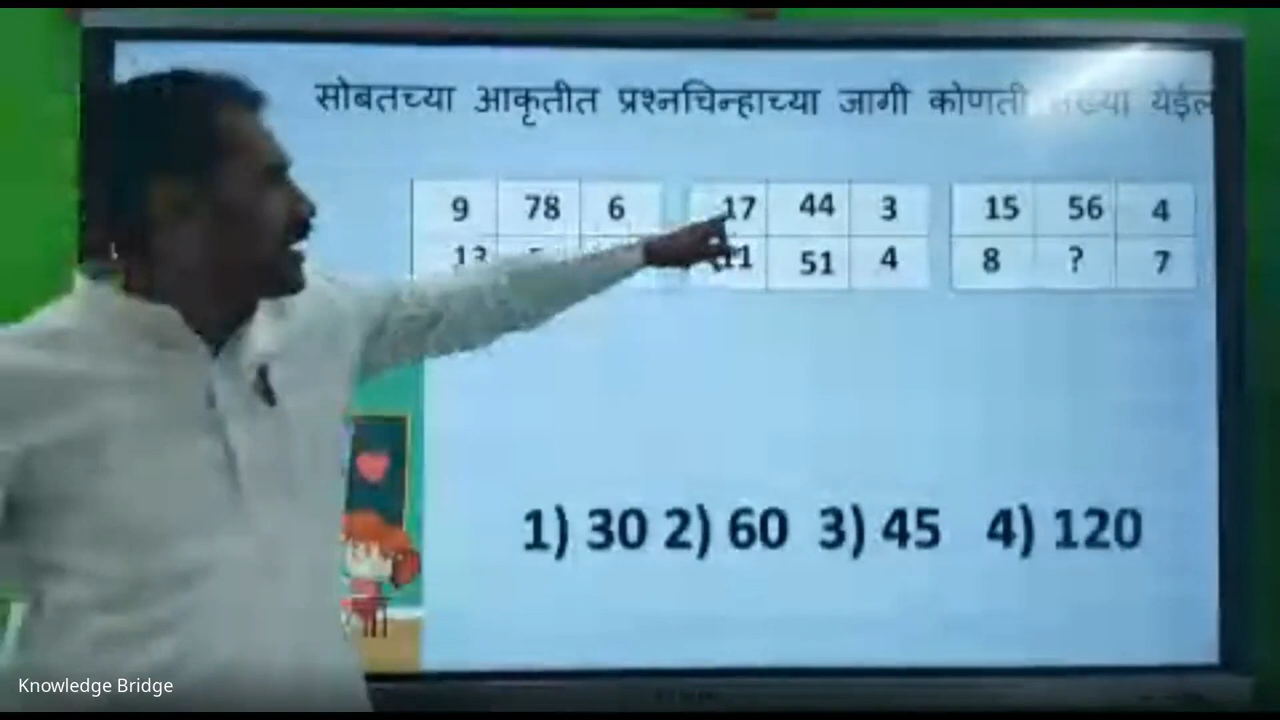 सोबतच्या आकृतीत प्रश्नचिन्हाच्या जागी कोणती संख्या येईल
9 78 6 17 44 3 15 56 4
13 11 51 4 8 ? 7
1) 30 2) 60 3) 45 4) 120
Knowledge Bridge